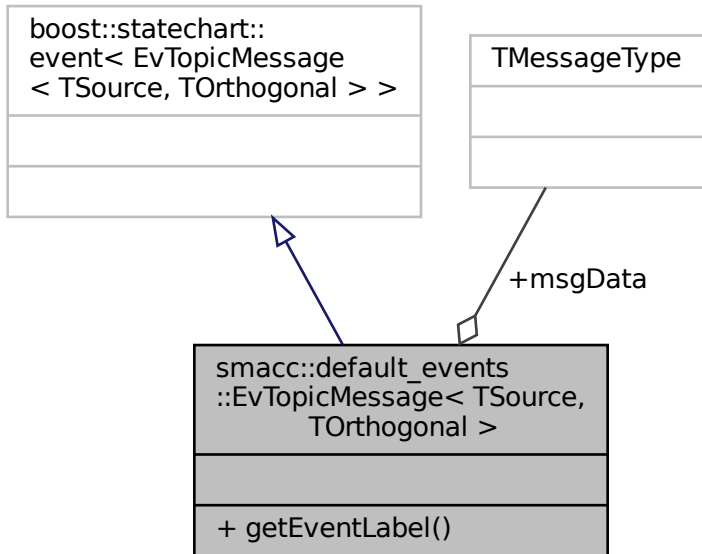 boost::statechart::
event< EvTopicMessage
< TSource, TOrthogonal > >
TMessageType
+msgData
smacc::default_events
::EvTopicMessage< TSource,
TOrthogonal >
+ getEventLabel()